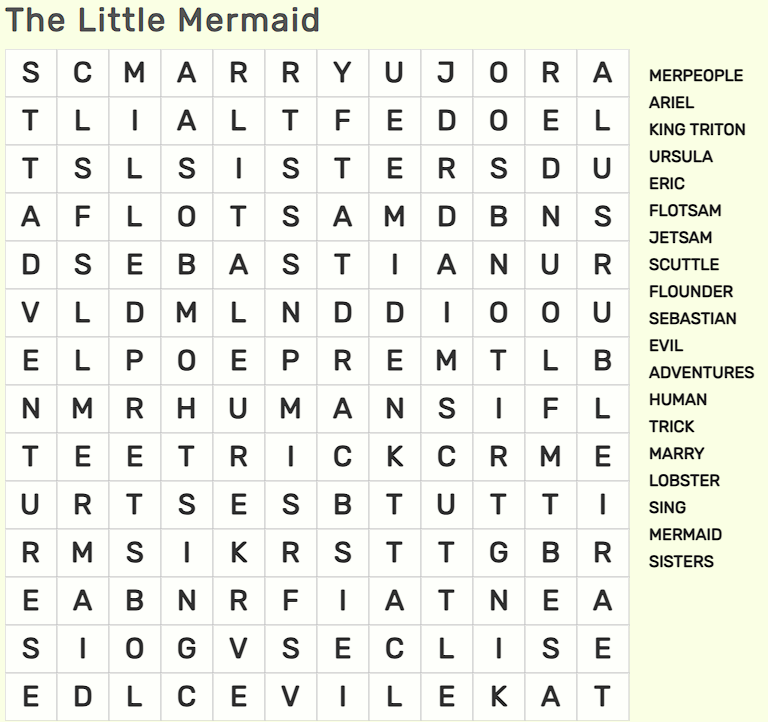 The Little Mermaid
S C M A R R Y U J O R A
T L I A L T F E D O E L
T S L S I S T E R S D U
A F L O T S A M D B N S
D S E B A S T I A N U R
V L D M L N D D I O O U
E L P O E P R E M T L B
N M R H U M A N S I F L
T E E T R I C K C R M E
U R T S E S B T U T T I
R M S I K R S T T G B R
E A B N R F I A T N E A
S I O G V S E C L I S E
E D L C E V I L E K A T
MERPEOPLE
ARIEL
KING TRITON
URSULA
ERIC
FLOTSAM
JETSAM
SCUTTLE
FLOUNDER
SEBASTIAN
EVIL
ADVENTURES
HUMAN
TRICK
MARRY
LOBSTER
SING
MERMAID
SISTERS